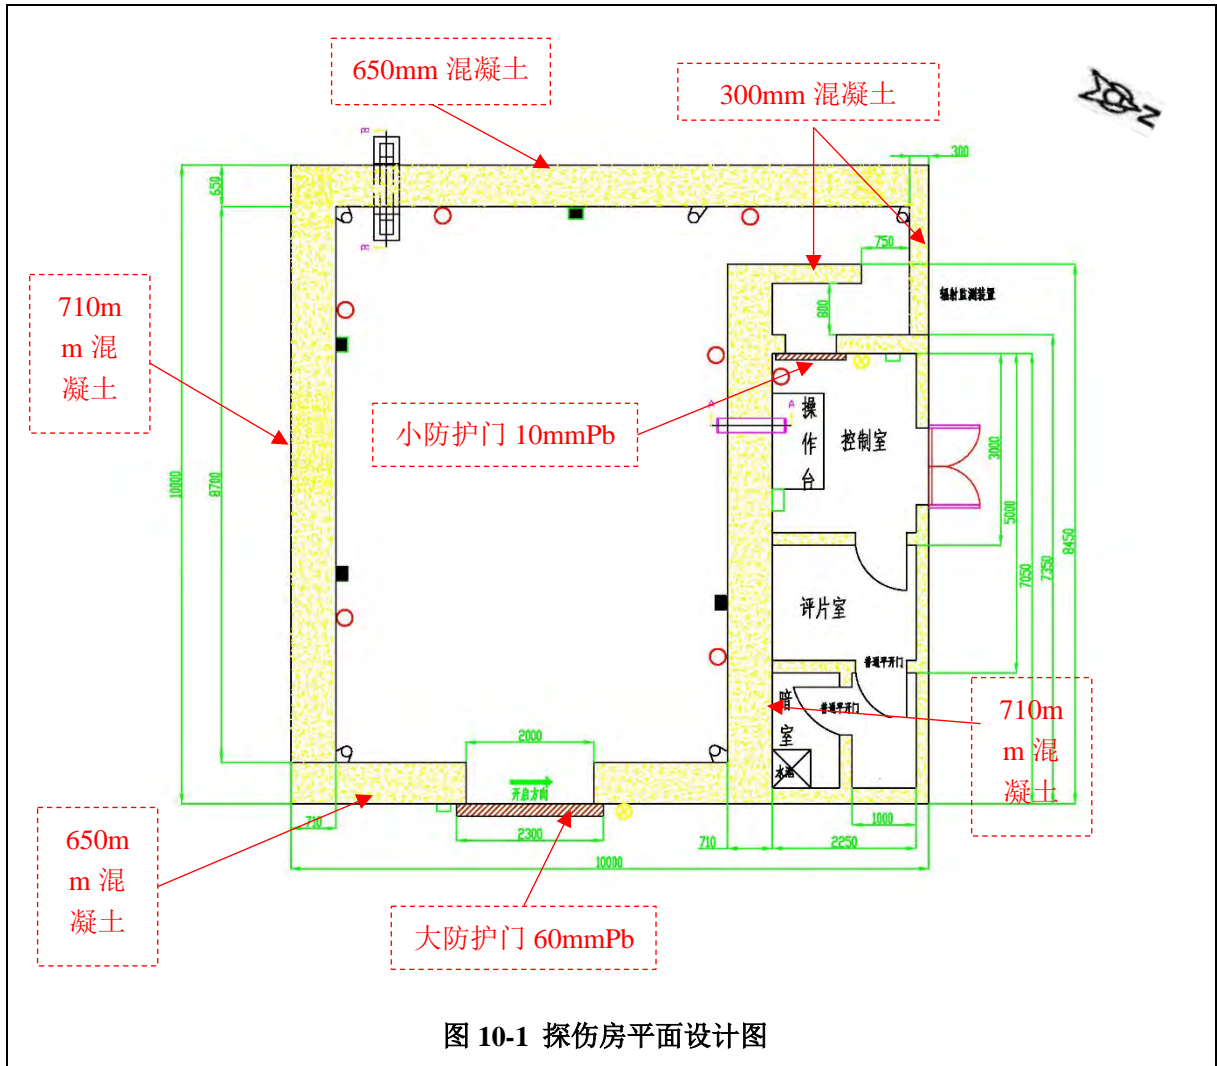 650mm 混凝土
300mm 混凝土
N
B
300
650
B
750
710m
m 混
凝土
辐射监测装置
800
小防护门 10mmPb
A
A
操
作
台
控制室
10000
8700
3000
5000
7050
7350
8450
评片室
普通平开门
暗
室
普通平开门
水池
710m
m 混
凝土
2000
开启方向
710
2300
710
1000
2250
10000
650m
m 混
凝土
大防护门 60mmPb
图 10-1 探伤房平面设计图